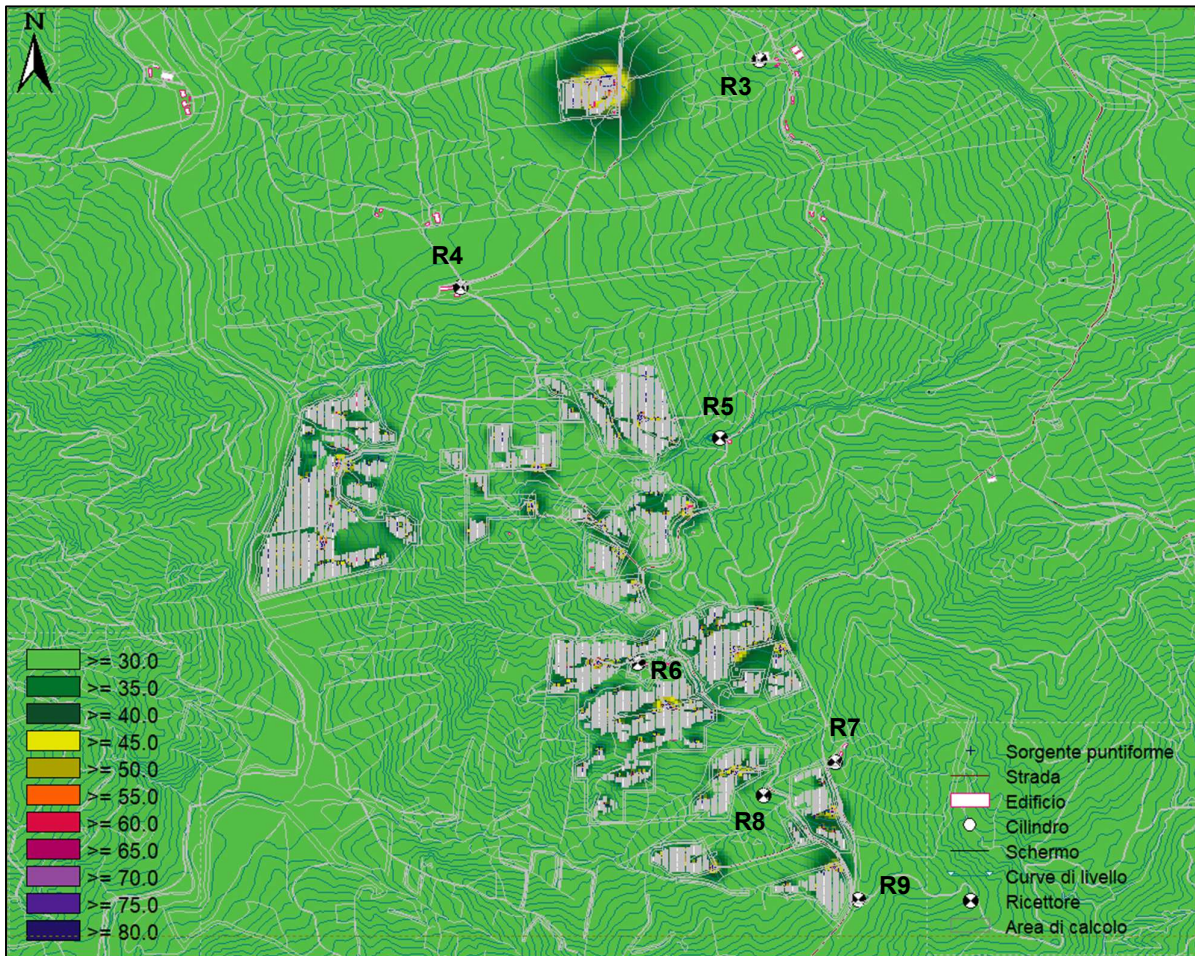 N
R3
R4
R5
R6
R7
R8
R9
>= 30.0
>= 35.0
>= 40.0
>= 45.0
>= 50.0
>= 55.0
>= 60.0
>= 65.0
>= 70.0
>= 75.0
>= 80.0
Sorgente puntiforme
Strada
Edificio
Cilindro
Schermo
Curve di livello
Ricettore
Area di calcolo